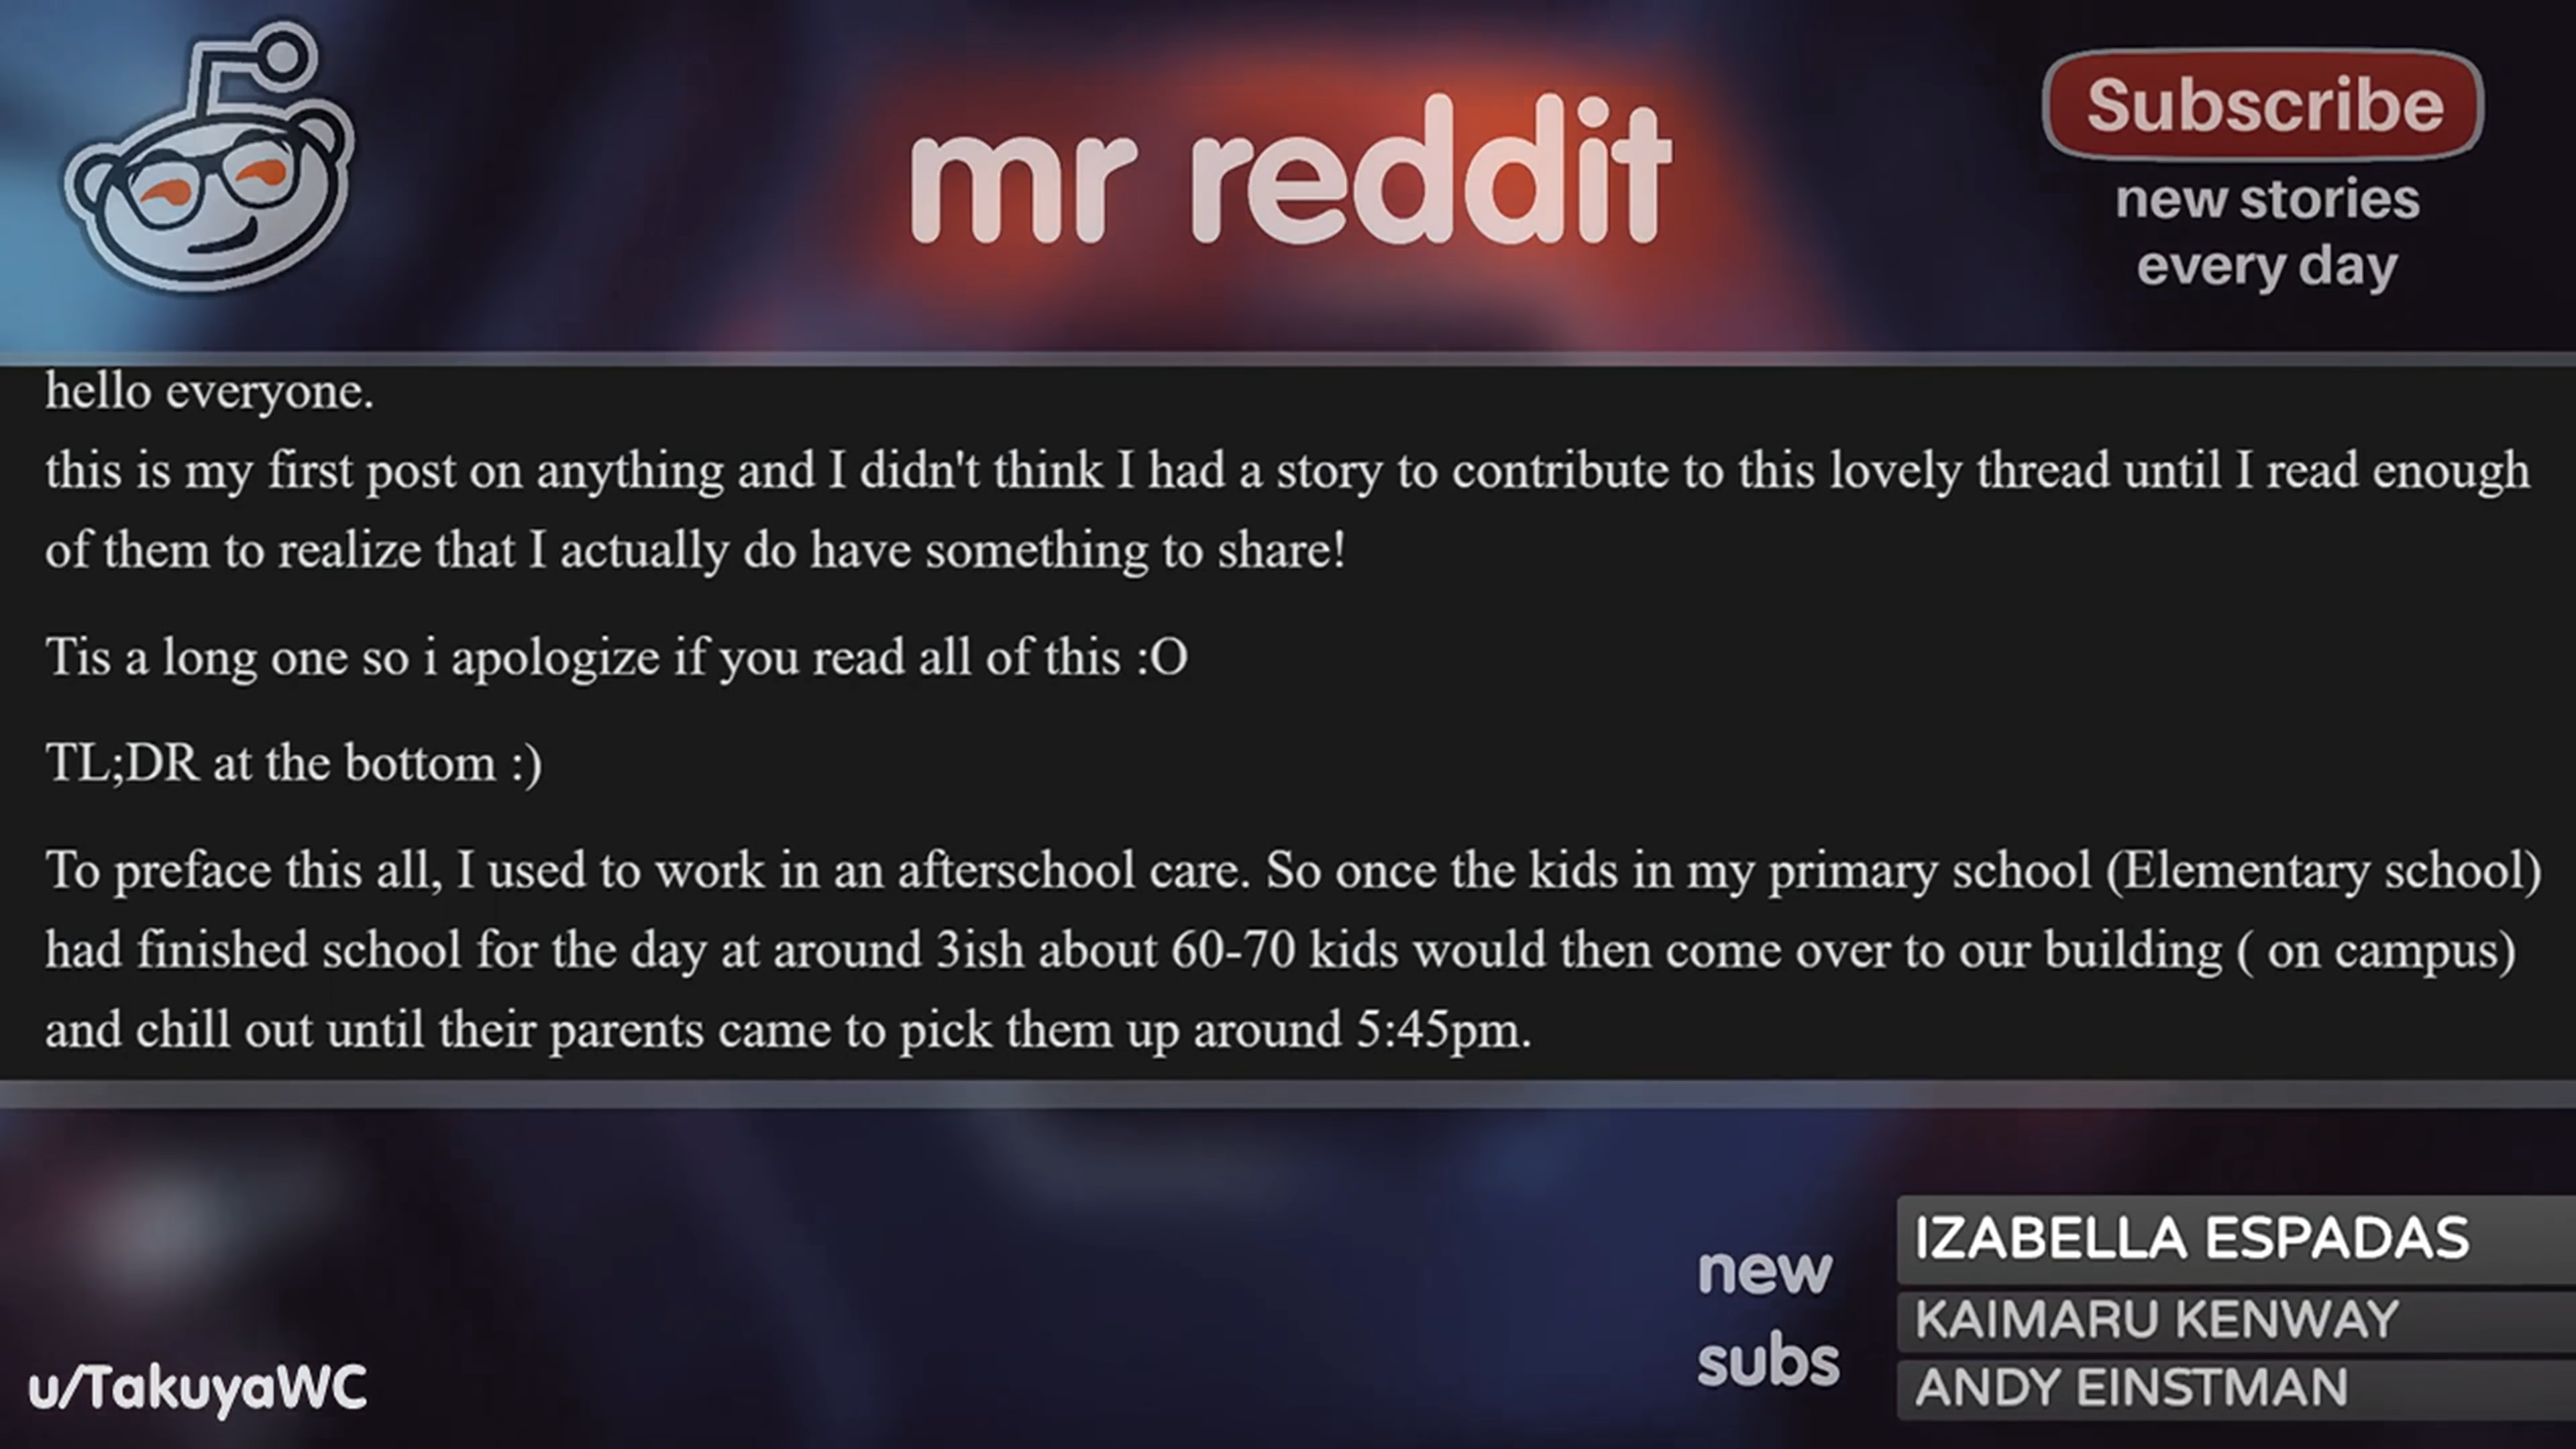 mr reddit
Subscribe
new stories
every day
hello everyone.
this is my first post on anything and I didn't think I had a story to contribute to this lovely thread until I read enough
of them to realize that I actually do have something to share!
Tis a long one so i apologize if you read all of this :O
TL;DR at the bottom :)
To preface this all, I used to work in an afterschool care. So once the kids in my primary school (Elementary school)
had finished school for the day at around 3ish about 60-70 kids would then come over to our building ( on campus)
and chill out until their parents came to pick them up around 5:45pm.
u/TakuyaWC
new
subs
IZABELLA ESPADAS
KAIMARU KENWAY
ANDY EINSTMAN